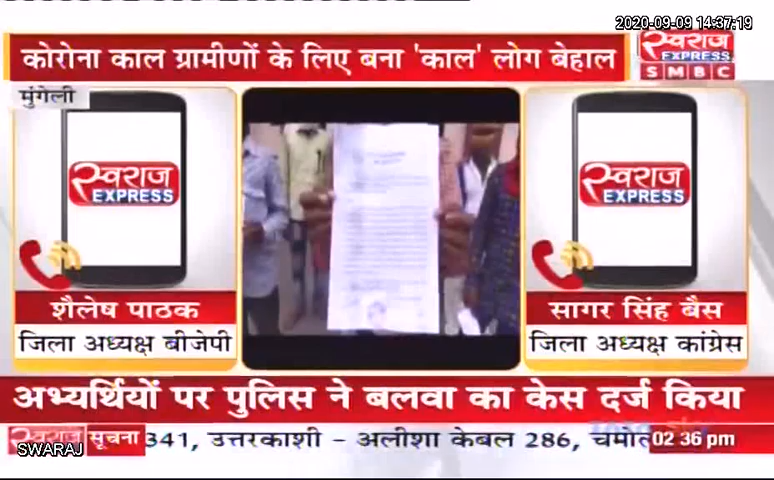 2020-09-09 14:37:19
कोरोना काल ग्रामीणों के लिए बना 'काल' लोग बेहाल
स्वराज
EXPRESS
SMBC
मुंगेली
स्वराज
EXPRESS
स्वराज
EXPRESS
शैलेष पाठक
जिला अध्यक्ष बीजेपी
सागर सिंह बैस
जिला अध्यक्ष कांग्रेस
अभ्यर्थियों पर पुलिस ने बलवा का केस दर्ज किया
स्वराज सूचना 341, उत्तरकाशी - अलीशा केबल 286,
02:36 pm
SWARAJ